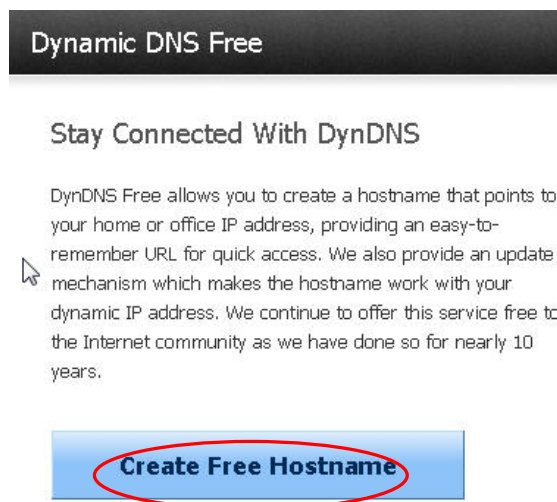 Dynamic DNS Free
Stay Connected With DynDNS
DynDNS Free allows you to create a hostname that points to
your home or office IP address, providing an easy-to-
remember URL for quick access. We also provide an update
mechanism which makes the hostname work with your
dynamic IP address. We continue to offer this service free to
the Internet community as we have done so for nearly 10
years.
Create Free Hostname